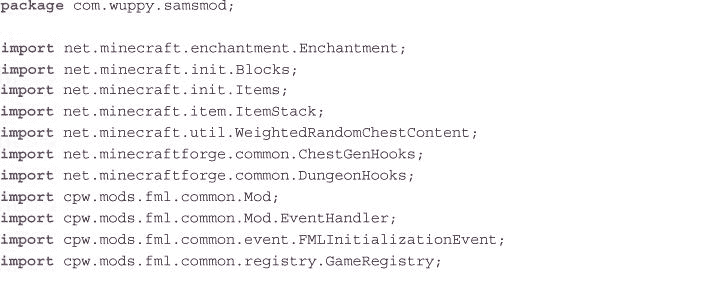 package com.wuppy.samsmod;
import net.minecraft.enchantment.Enchantment;
import net.minecraft.init.Blocks;
import net.minecraft.init.Items;
import net.minecraft.item.ItemStack;
import net.minecraft.util.WeightedRandomChestContent;
import net.minecraftforge.common.ChestGenHooks;
import net.minecraftforge.common.DungeonHooks;
import cpw.mods.fml.common.Mod;
import cpw.mods.fml.common.Mod.EventHandler;
import cpw.mods.fml.common.event.FMLInitializationEvent;
import cpw.mods.fml.common.registry.GameRegistry;